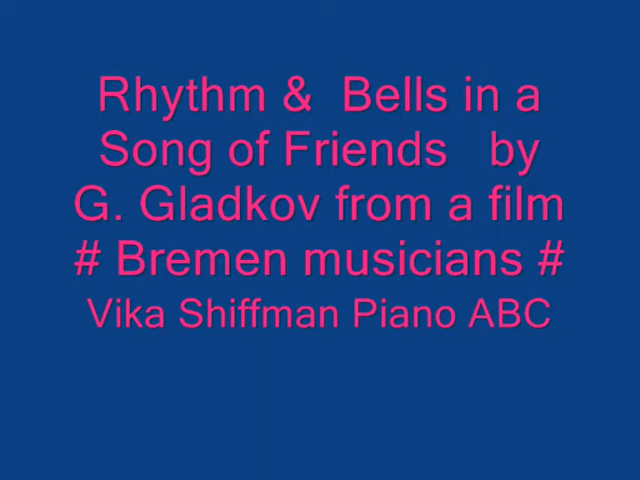 Rhythm &  Bells in a
Song of Friends   by
G. Gladkov from a film
# Bremen musicians #
Vika Shiffman Piano ABC